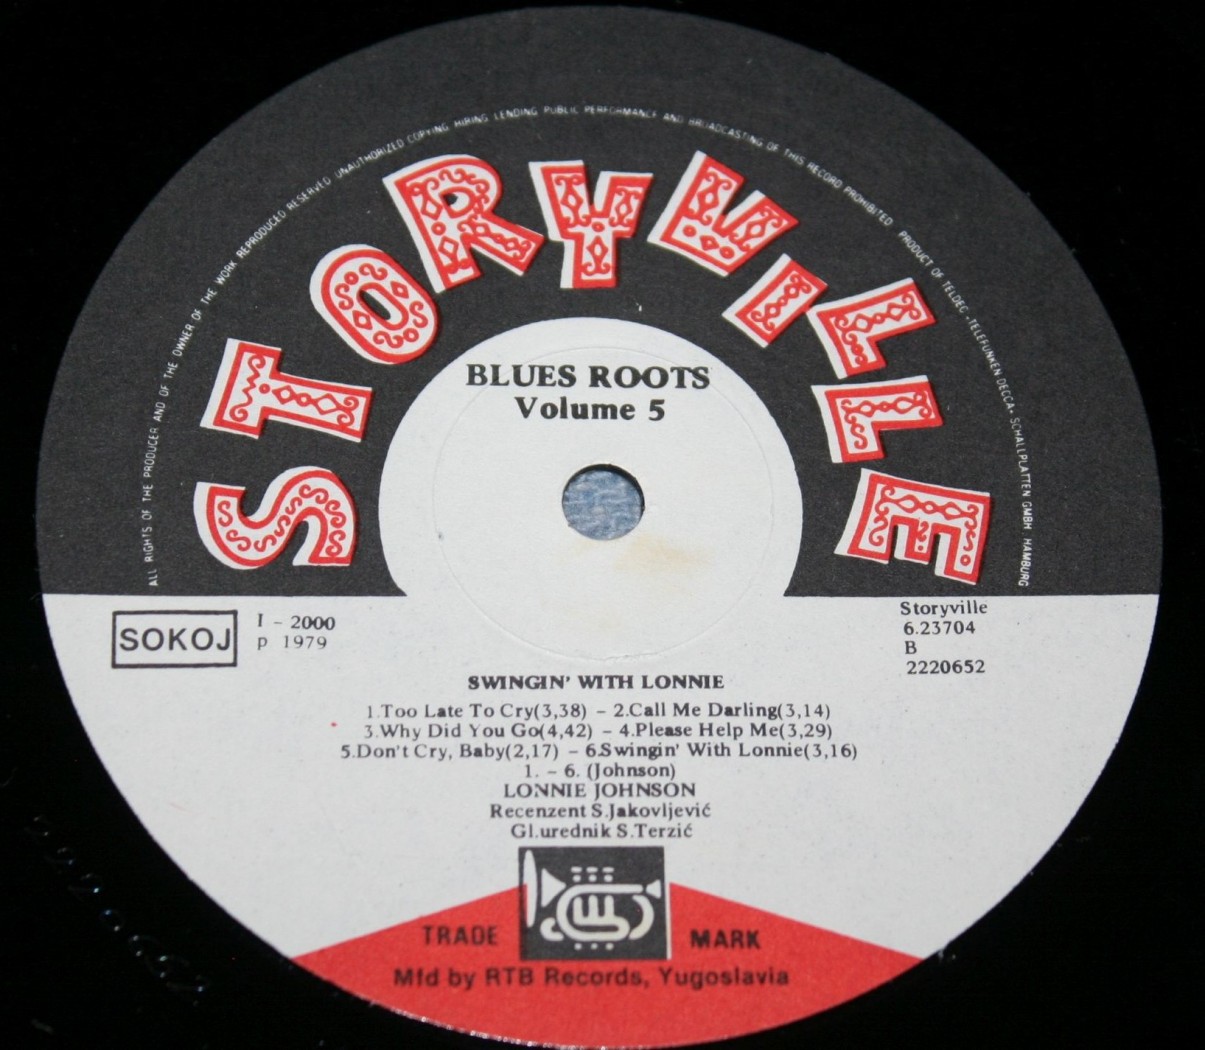 ALL RIGHTS OF THE PRODUCER AND OF THE OWNER OF THE WORK REPRODUCED RESERVED UNAUTHORIZED COPYING HIRING LENDING PUBLIC PERFORMANCE AND BROADCASTING OF THIS RECORD PROHIBITED PRODUCT OF TELDEC »TELEFUNKEN DECCA« SCHALLPLATTEN GMBH HAMBURG
STORYVILLE
BLUES ROOTS
Volume 5
SOKOJ
I - 2000
p 1979
Storyville
6.23704
B
2220652
SWINGIN' WITH LONNIE
1.Too Late To Cry(3,38) - 2.Call Me Darling(3,14)
3.Why Did You Go(4,42) - 4.Please Help Me(3,29)
5.Don't Cry, Baby(2,17) - 6.Swingin' With Lonnie(3,16)
1. - 6. (Johnson)
LONNIE JOHNSON
Recenzent S.Jakovljević
Gl.urednik S.Terzić
TRADE MARK
Mfd by RTB Records, Yugoslavia